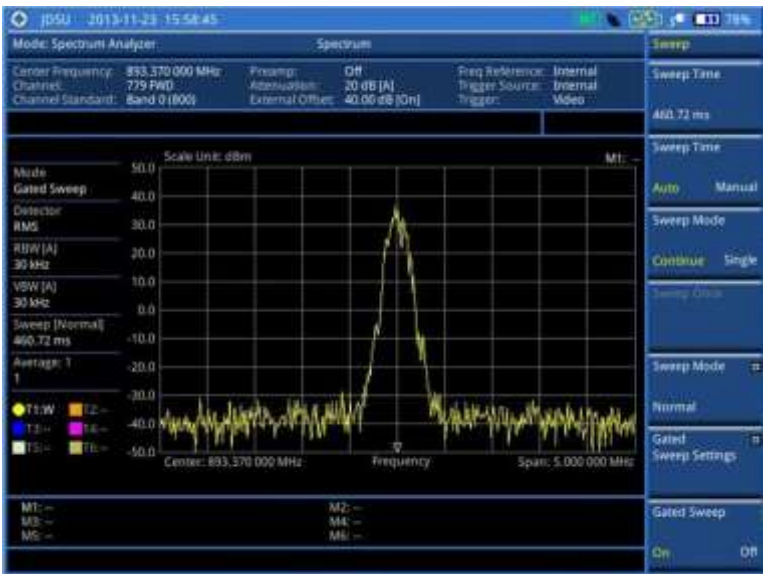 JDSU 2013-11-23 15:58:45
78%
Mode: Spectrum Analyzer Spectrum
Sweep
Center Frequency: 893.370 000 MHz Preamp: Off Freq Reference: Internal
Channel: 779 FWD Attenuation: 20 dB [A] Trigger Source: Internal
Channel Standard: Band 0 (800) External Offset: 40.00 dB [On] Trigger: Video
Sweep Time
460.72 ms
Sweep Time
Auto Manual
Sweep Mode
Continue Single
Sweep Once
Sweep Mode
Normal
Gated
Sweep Settings
Gated Sweep
On Off
Mode
Gated Sweep
Detector
RMS
RBW [A]
30 kHz
VBW [A]
30 kHz
Sweep [Normal]
460.72 ms
Average: 1
1
T1:W T2:--
T3:-- T4:--
T5:-- T6:--
Scale Unit: dBm M1: --
50.0
40.0
30.0
20.0
10.0
0.0
-10.0
-20.0
-30.0
-40.0
-50.0
Center: 893.370 000 MHz Frequency Span: 5.000 000 MHz
M1: -- M2: --
M3: -- M4: --
M5: -- M6: --